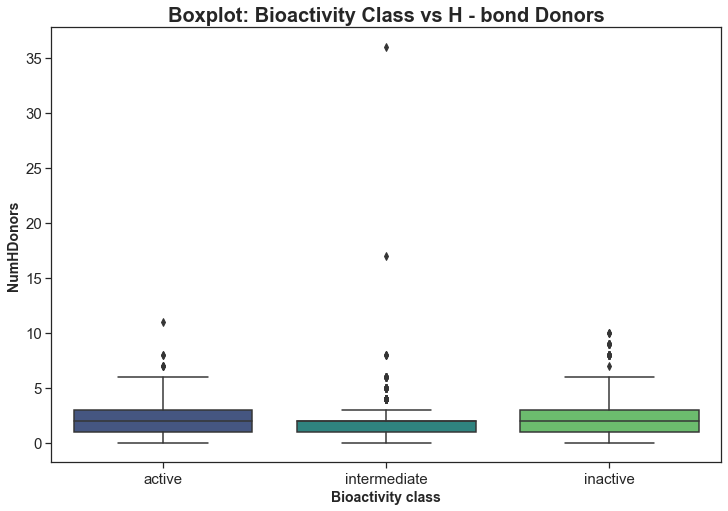 Boxplot: Bioactivity Class vs H - bond Donors
35
30
25
20
15
10
5
0
NumHDonors
active intermediate inactive
Bioactivity class